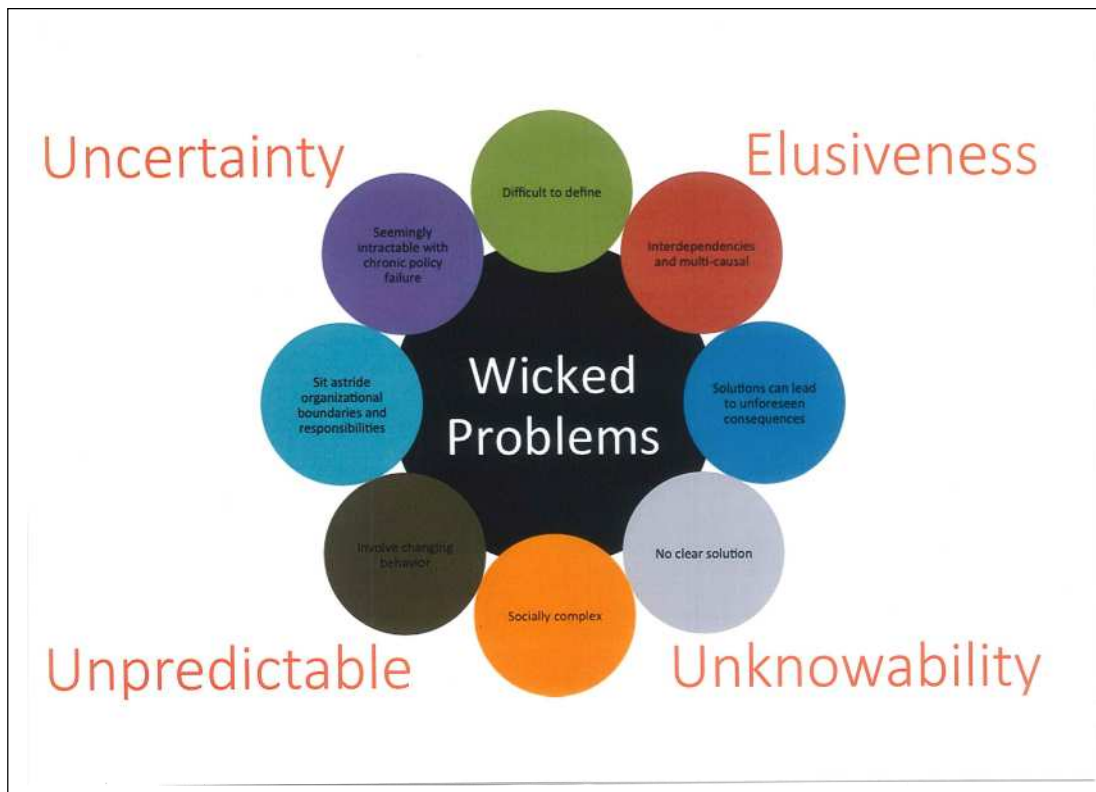 Uncertainty
Elusiveness
Difficult to define
Seemingly
intractable with
chronic policy
failure
Interdependencies
and multi-causal
Wicked
Problems
Sit astride
organizational
boundaries and
responsibilities
Solutions can lead
to unforeseen
consequences
Involve changing
behavior
No clear solution
Socially complex
Unpredictable
Unknowability